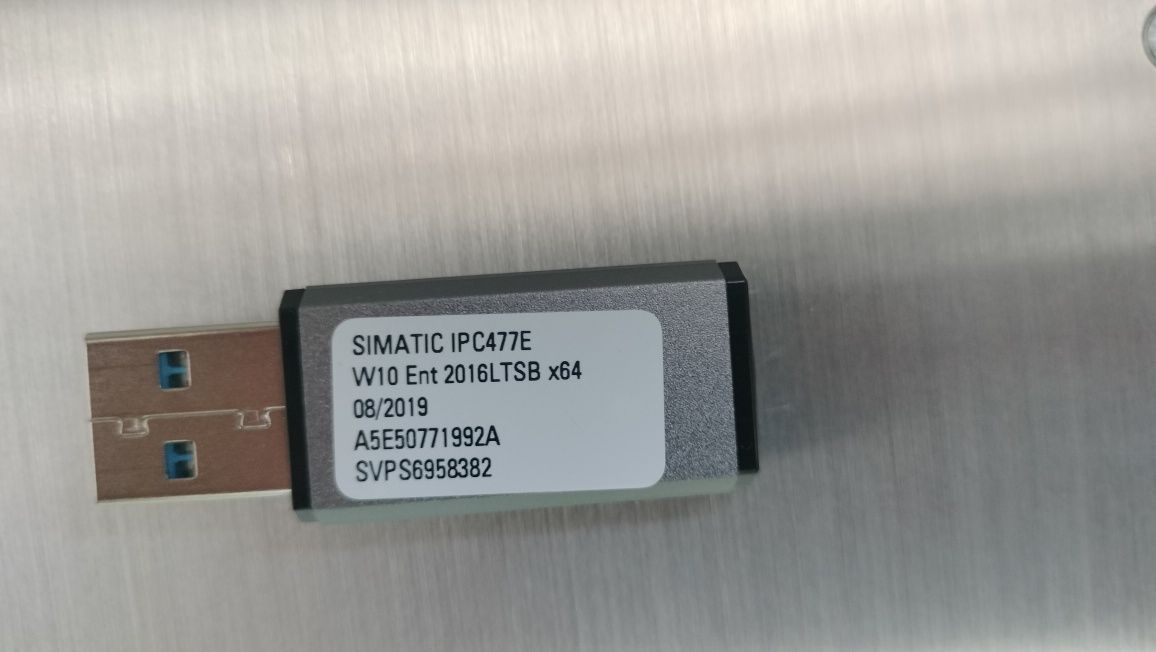 SIMATIC IPC477E
W10 Ent 2016LTSB x64
08/2019
A5E50771992A
SVPS6958382